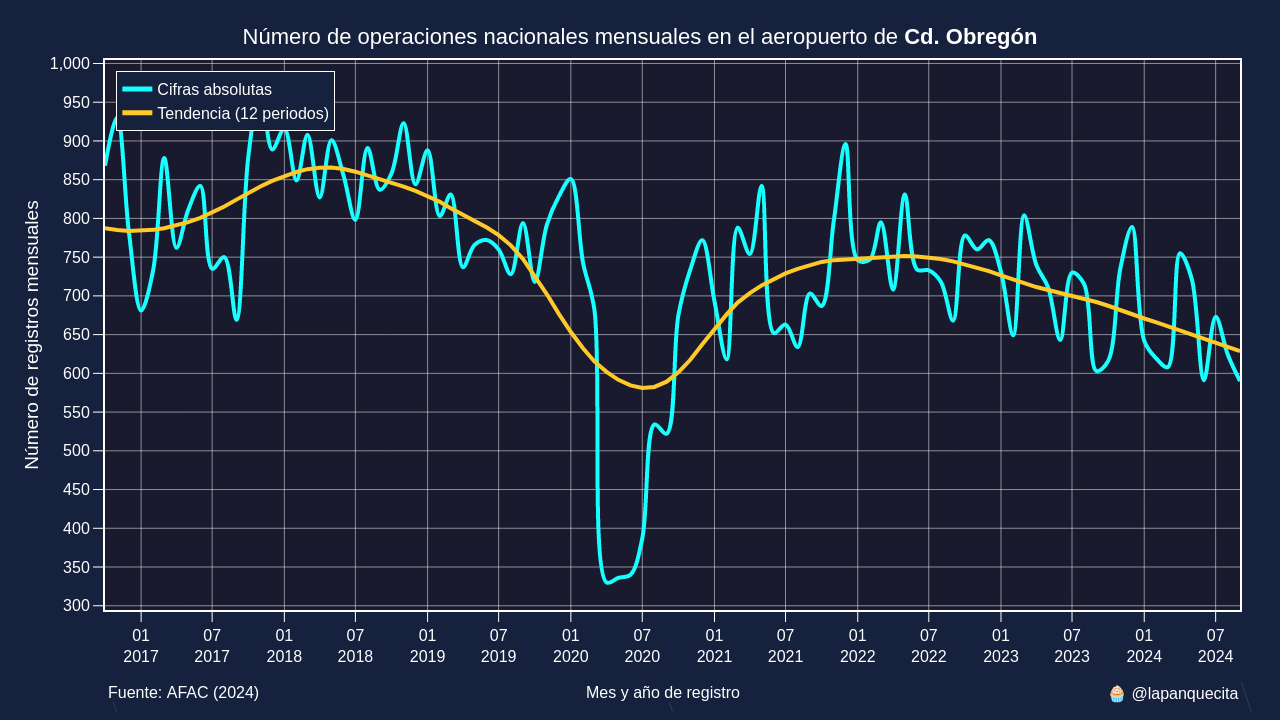 Número de operaciones nacionales mensuales en el aeropuerto de Cd. Obregón
Cifras absolutas
Tendencia (12 periodos)
Número de registros mensuales
1,000
950
900
850
800
750
700
650
600
550
500
450
400
350
300
01 07 01 07 01 07 01 07 01 07 01 07 01 07 01 07
2017 2017 2018 2018 2019 2019 2020 2020 2021 2021 2022 2022 2023 2023 2024 2024
Fuente: AFAC (2024) Mes y año de registro 🧁 @lapanquecita